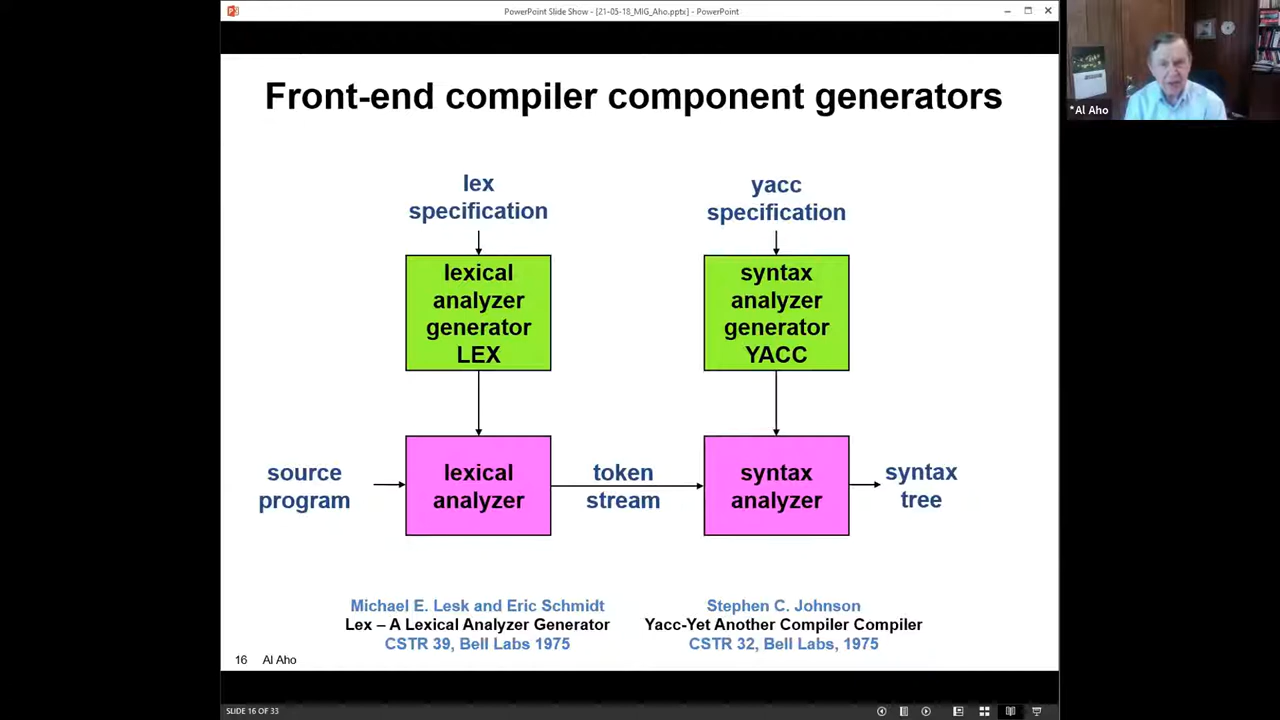 PowerPoint Slide Show - [21-05-18_MIG_Aho.pptx] - PowerPoint
*Al Aho
Front-end compiler component generators
lex
specification
yacc
specification
lexical
analyzer
generator
LEX
syntax
analyzer
generator
YACC
source
program
lexical
analyzer
token
stream
syntax
analyzer
syntax
tree
Michael E. Lesk and Eric Schmidt
Lex – A Lexical Analyzer Generator
CSTR 39, Bell Labs 1975
Stephen C. Johnson
Yacc-Yet Another Compiler Compiler
CSTR 32, Bell Labs, 1975
16 Al Aho
SLIDE 16 OF 33